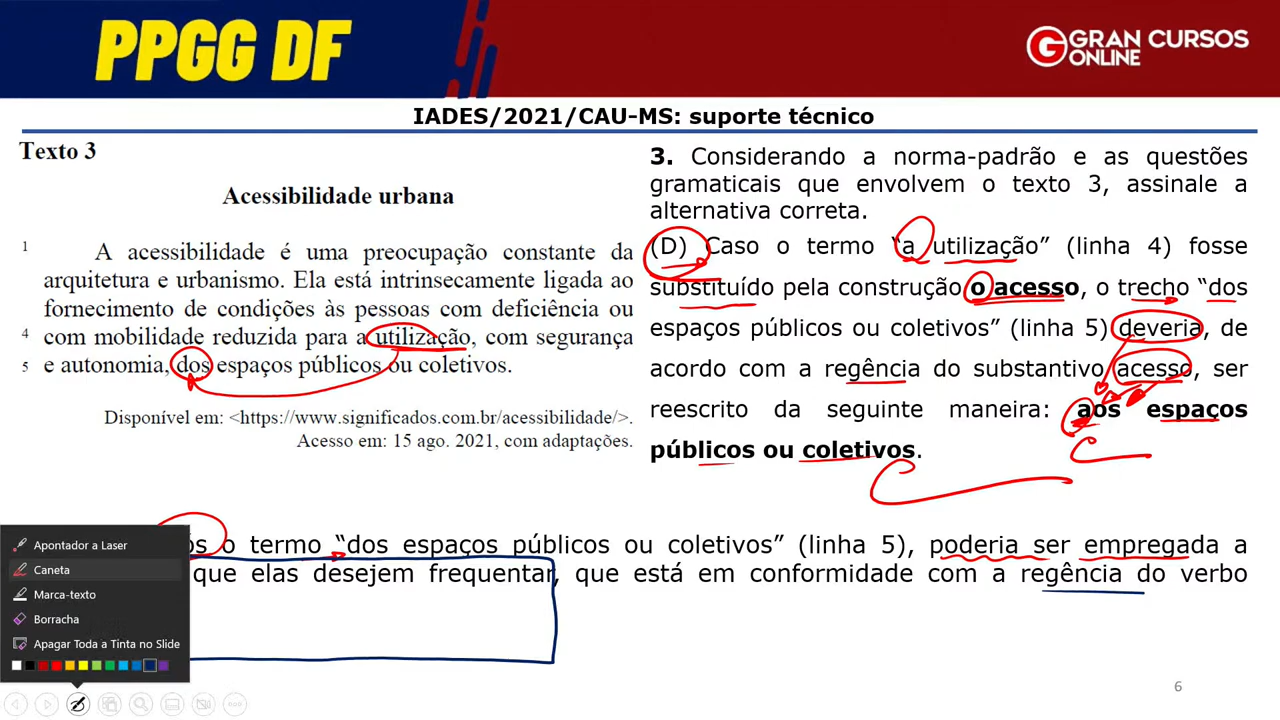 PPGG DF
GRAN CURSOS
ONLINE
IADES/2021/CAU-MS: suporte técnico
Texto 3
Acessibilidade urbana
1 A acessibilidade é uma preocupação constante da
arquitetura e urbanismo. Ela está intrinsecamente ligada ao
fornecimento de condições às pessoas com deficiência ou
4 com mobilidade reduzida para a utilização, com segurança
5 e autonomia, dos espaços públicos ou coletivos.
Disponível em: <https://www.significados.com.br/acessibilidade/>.
Acesso em: 15 ago. 2021, com adaptações.
3. Considerando a norma-padrão e as questões
gramaticais que envolvem o texto 3, assinale a
alternativa correta.
(D) Caso o termo “a utilização” (linha 4) fosse
substituído pela construção o acesso, o trecho “dos
espaços públicos ou coletivos” (linha 5) deveria, de
acordo com a regência do substantivo acesso, ser
reescrito da seguinte maneira: aos espaços
públicos ou coletivos.
o termo “dos espaços públicos ou coletivos” (linha 5), poderia ser empregada a
que elas desejem frequentar, que está em conformidade com a regência do verbo
Apontador a Laser
Caneta
Marca-texto
Borracha
Apagar Toda a Tinta no Slide
6